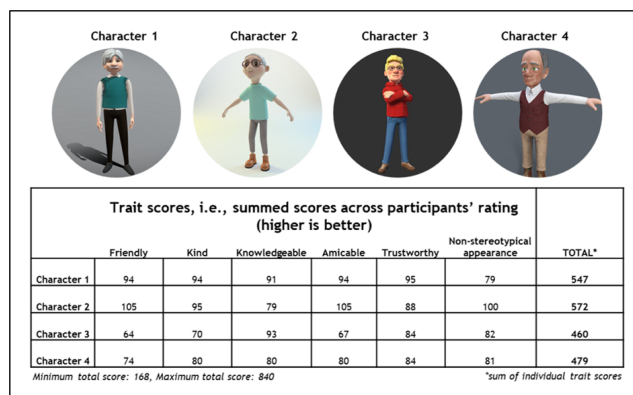 Character 1 Character 2 Character 3 Character 4
Trait scores, i.e., summed scores across participants' rating
(higher is better)
Friendly Kind Knowledgeable Amicable Trustworthy Non-stereotypical appearance TOTAL*
Character 1 94 94 91 94 95 79 547
Character 2 105 95 79 105 88 100 572
Character 3 64 70 93 67 84 82 460
Character 4 74 80 80 80 84 81 479
Minimum total score: 168, Maximum total score: 840 *sum of individual trait scores